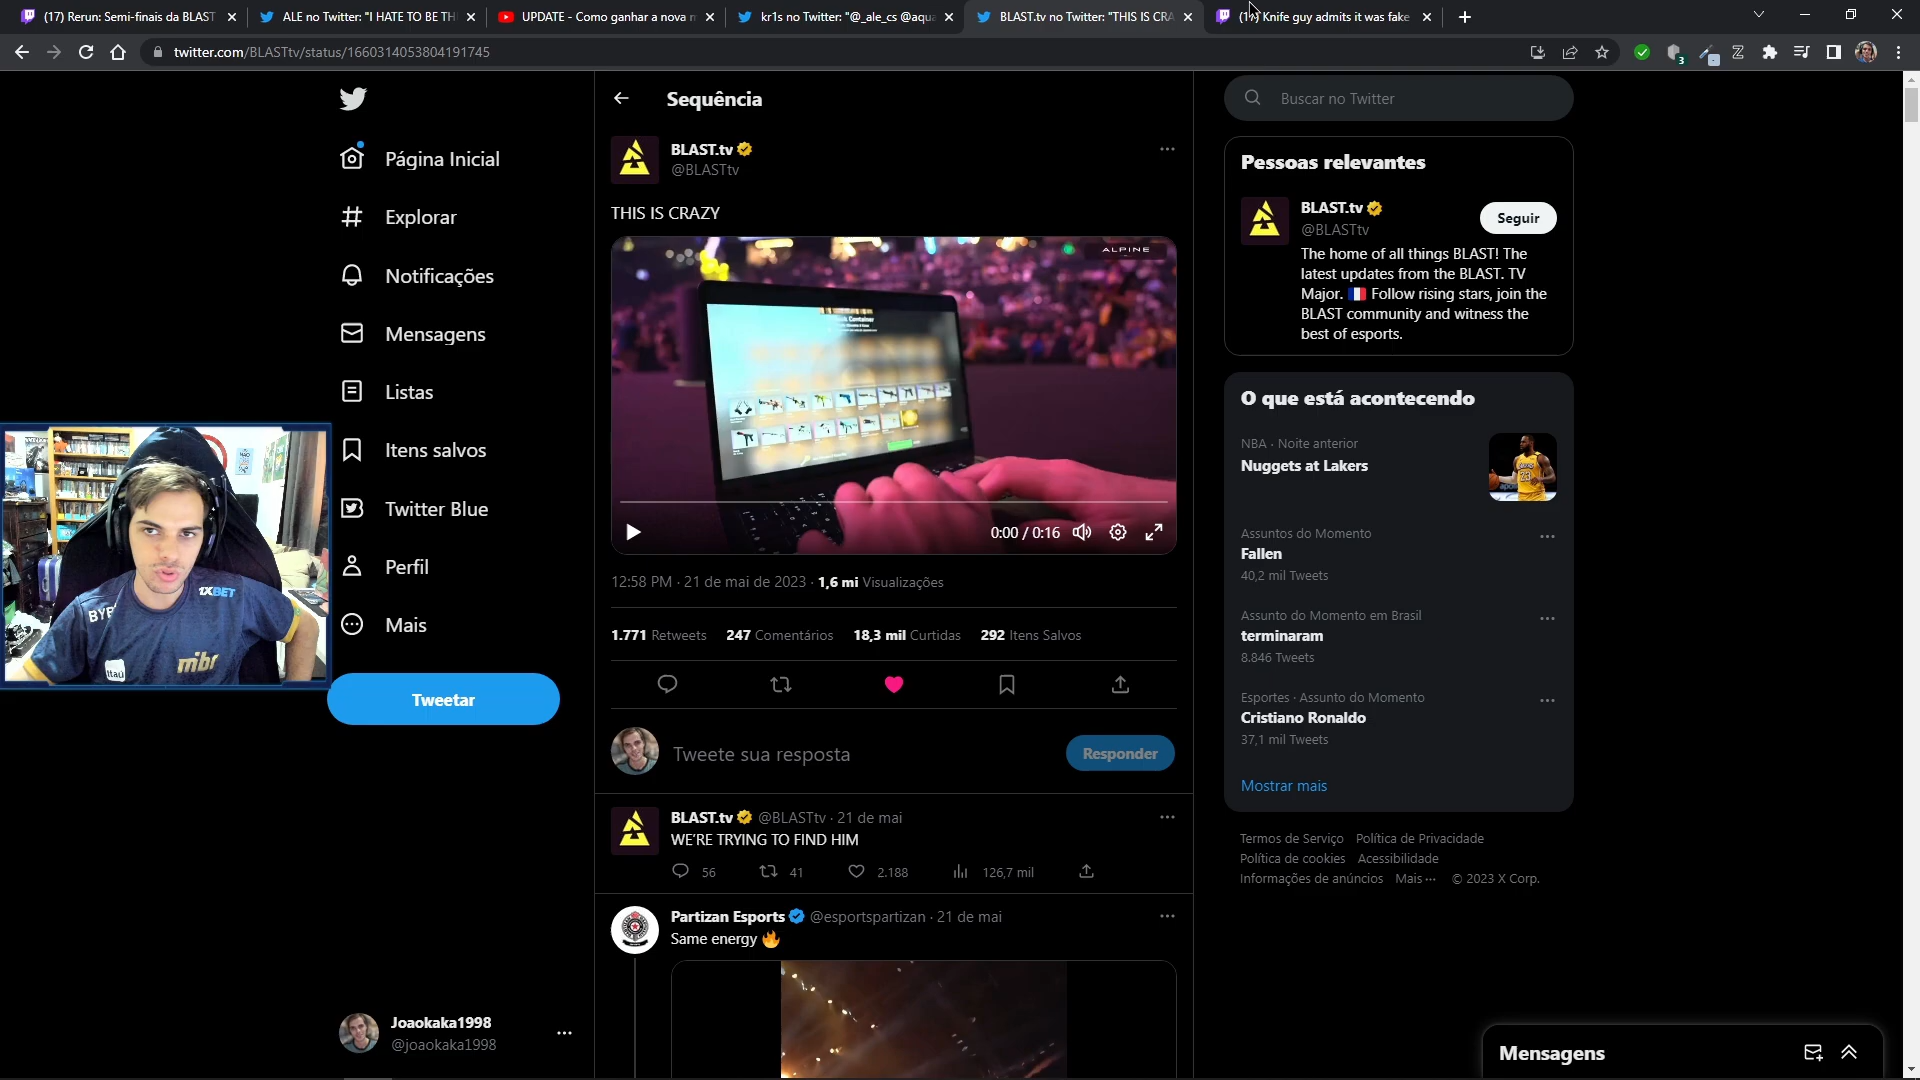 (17) Rerun: Semi-finais da BLAST
ALE no Twitter: "I HATE TO BE TH
UPDATE - Como ganhar a nova
kr1s no Twitter: "@_ale_cs @aqua
BLAST.tv no Twitter: "THIS IS CRA
Knife guy admits it was fake
twitter.com/BLASTtv/status/1660314053804191745
Página Inicial
Explorar
Notificações
Mensagens
Listas
Itens salvos
Twitter Blue
Perfil
Mais
Tweetar
1XBET
mibr
Itaú
Joaokaka1998
@joaokaka1998
Sequência
BLAST.tv
@BLASTtv
THIS IS CRAZY
ALPINE
0:00 / 0:16
12:58 PM · 21 de mai de 2023 · 1,6 mi Visualizações
1.771 Retweets 247 Comentários 18,3 mil Curtidas 292 Itens Salvos
Tweete sua resposta
Responder
BLAST.tv @BLASTtv · 21 de mai
WE'RE TRYING TO FIND HIM
56 41 2.188 126,7 mil
Partizan Esports @esportspartizan · 21 de mai
Same energy 🔥
Buscar no Twitter
Pessoas relevantes
BLAST.tv
@BLASTtv
Seguir
The home of all things BLAST! The
latest updates from the BLAST. TV
Major. 🇫🇷 Follow rising stars, join the
BLAST community and witness the
best of esports.
O que está acontecendo
NBA · Noite anterior
Nuggets at Lakers
Assuntos do Momento
Fallen
40,2 mil Tweets
Assunto do Momento em Brasil
terminaram
8.846 Tweets
Esportes · Assunto do Momento
Cristiano Ronaldo
37,1 mil Tweets
Mostrar mais
Termos de Serviço Política de Privacidade
Política de cookies Acessibilidade
Informações de anúncios Mais ··· © 2023 X Corp.
Mensagens